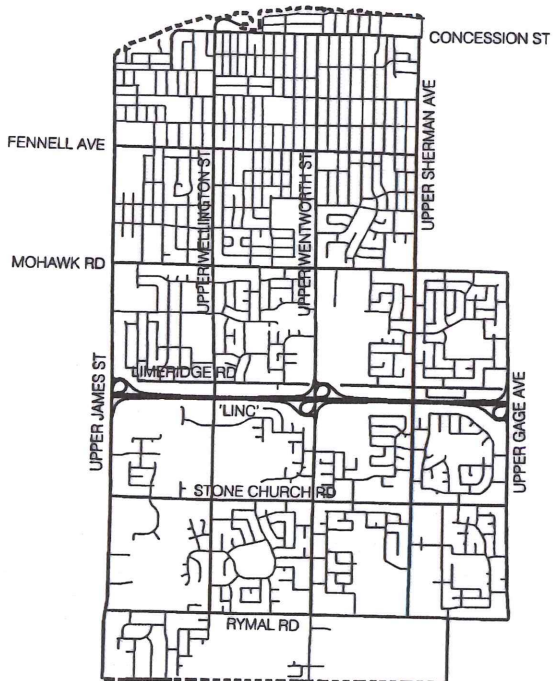 CONCESSION ST
FENNELL AVE
UPPER WELLINGTON ST
UPPER WENTWORTH ST
UPPER SHERMAN AVE
MOHAWK RD
LIMERIDGE RD
'LINC'
UPPER JAMES ST
UPPER GAGE AVE
STONE CHURCH RD
RYMAL RD